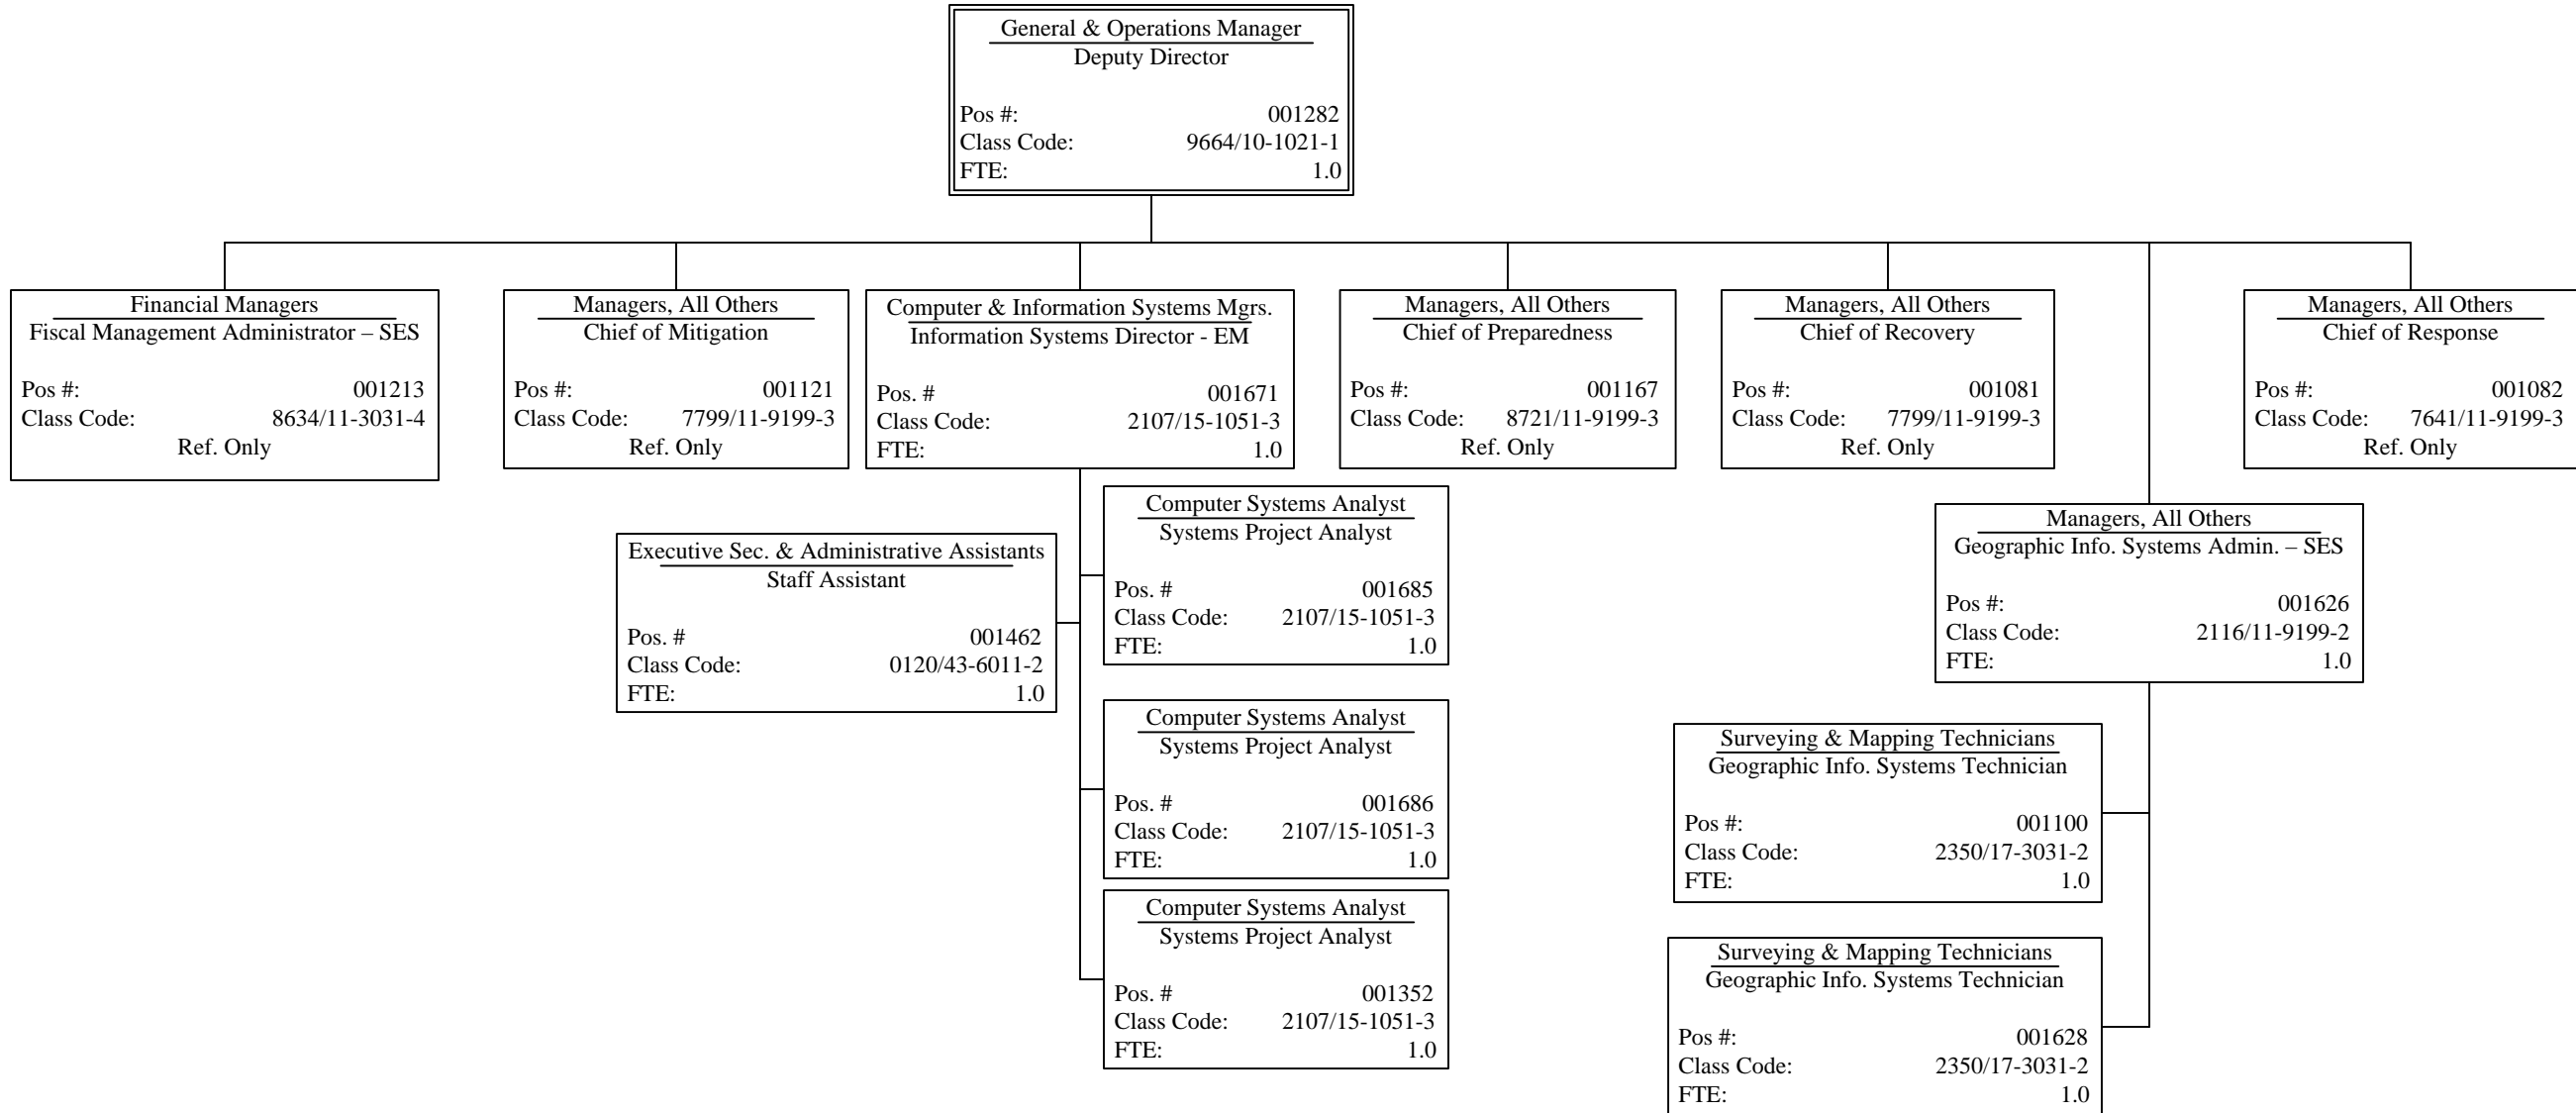 General & Operations Manager
Deputy Director
Pos #: 001282
Class Code: 9664/10-1021-1
FTE: 1.0
Financial Managers
Fiscal Management Administrator – SES
Pos #: 001213
Class Code: 8634/11-3031-4
Ref. Only
Managers, All Others
Chief of Mitigation
Pos #: 001121
Class Code: 7799/11-9199-3
Ref. Only
Computer & Information Systems Mgrs.
Information Systems Director - EM
Pos. # 001671
Class Code: 2107/15-1051-3
FTE: 1.0
Managers, All Others
Chief of Preparedness
Pos #: 001167
Class Code: 8721/11-9199-3
Ref. Only
Managers, All Others
Chief of Recovery
Pos #: 001081
Class Code: 7799/11-9199-3
Ref. Only
Managers, All Others
Chief of Response
Pos #: 001082
Class Code: 7641/11-9199-3
Ref. Only
Executive Sec. & Administrative Assistants
Staff Assistant
Pos. # 001462
Class Code: 0120/43-6011-2
FTE: 1.0
Computer Systems Analyst
Systems Project Analyst
Pos. # 001685
Class Code: 2107/15-1051-3
FTE: 1.0
Computer Systems Analyst
Systems Project Analyst
Pos. # 001686
Class Code: 2107/15-1051-3
FTE: 1.0
Computer Systems Analyst
Systems Project Analyst
Pos. # 001352
Class Code: 2107/15-1051-3
FTE: 1.0
Managers, All Others
Geographic Info. Systems Admin. – SES
Pos #: 001626
Class Code: 2116/11-9199-2
FTE: 1.0
Surveying & Mapping Technicians
Geographic Info. Systems Technician
Pos #: 001100
Class Code: 2350/17-3031-2
FTE: 1.0
Surveying & Mapping Technicians
Geographic Info. Systems Technician
Pos #: 001628
Class Code: 2350/17-3031-2
FTE: 1.0